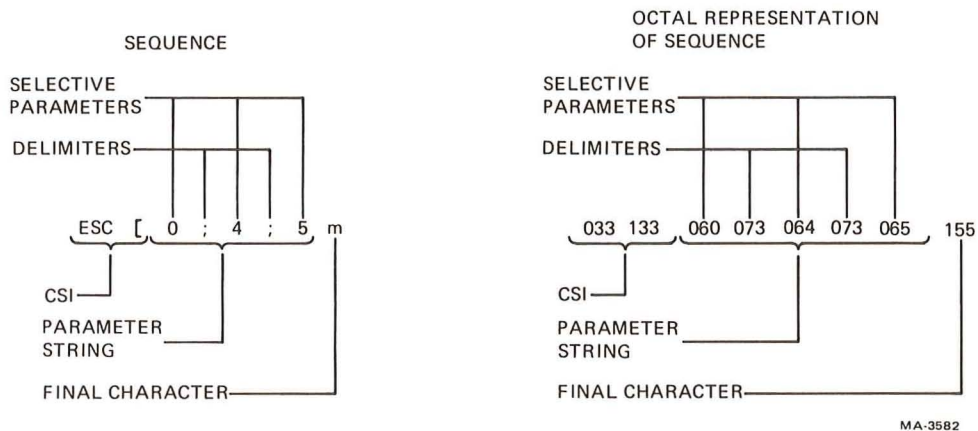 SEQUENCE
SELECTIVE
PARAMETERS
DELIMITERS
ESC [ 0 ; 4 ; 5 m
CSI
PARAMETER
STRING
FINAL CHARACTER
OCTAL REPRESENTATION
OF SEQUENCE
SELECTIVE
PARAMETERS
DELIMITERS
033 133 060 073 064 073 065 155
CSI
PARAMETER
STRING
FINAL CHARACTER
MA-3582